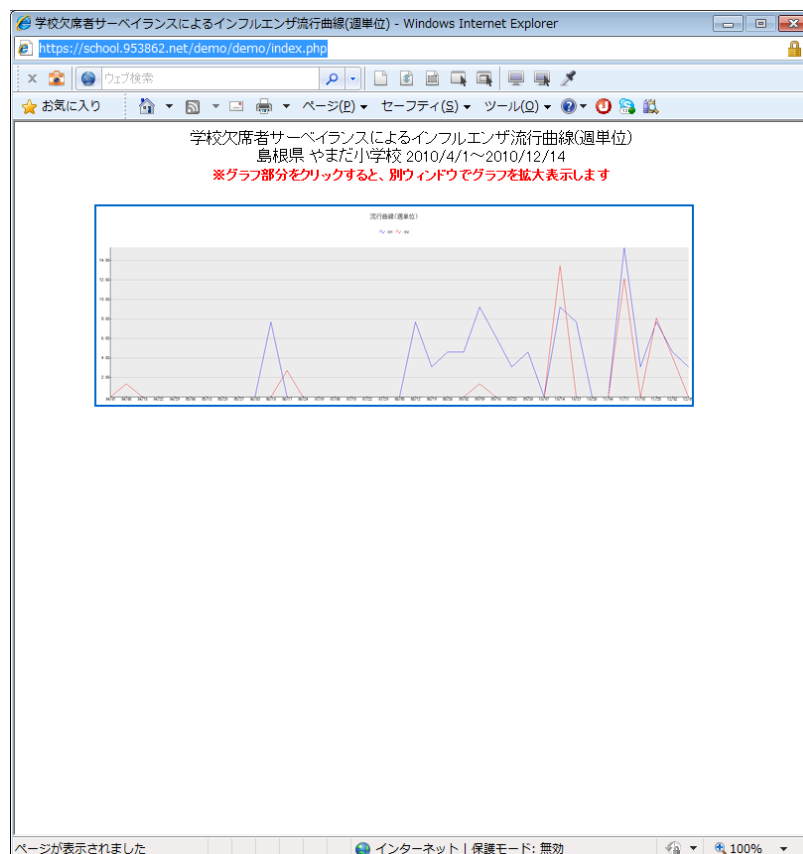 学校欠席者サーベイランスによるインフルエンザ流行曲線(週単位) - Windows Internet Explorer
https://school.953862.net/demo/demo/index.php
ウェブ検索
お気に入り
ページ(P)
セーフティ(S)
ツール(O)
学校欠席者サーベイランスによるインフルエンザ流行曲線(週単位)
島根県 やまだ小学校 2010/4/1～2010/12/14
※グラフ部分をクリックすると、別ウィンドウでグラフを拡大表示します
流行曲線(週単位)
ページが表示されました
インターネット | 保護モード: 無効
100%